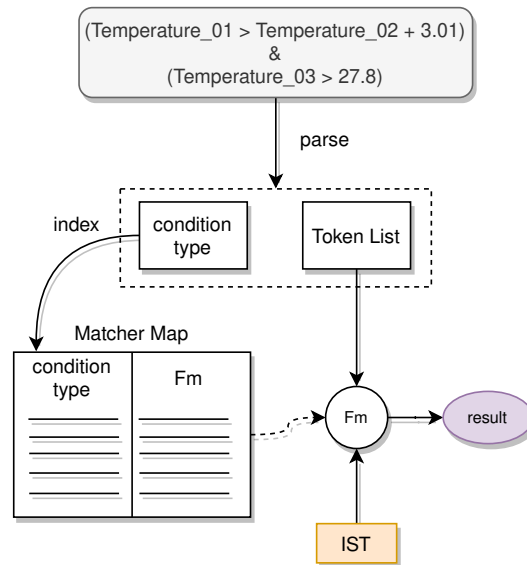 (Temperature_01 > Temperature_02 + 3.01)
&
(Temperature_03 > 27.8)
parse
index
condition
type
Token List
Matcher Map
condition
type
Fm
Fm
result
IST